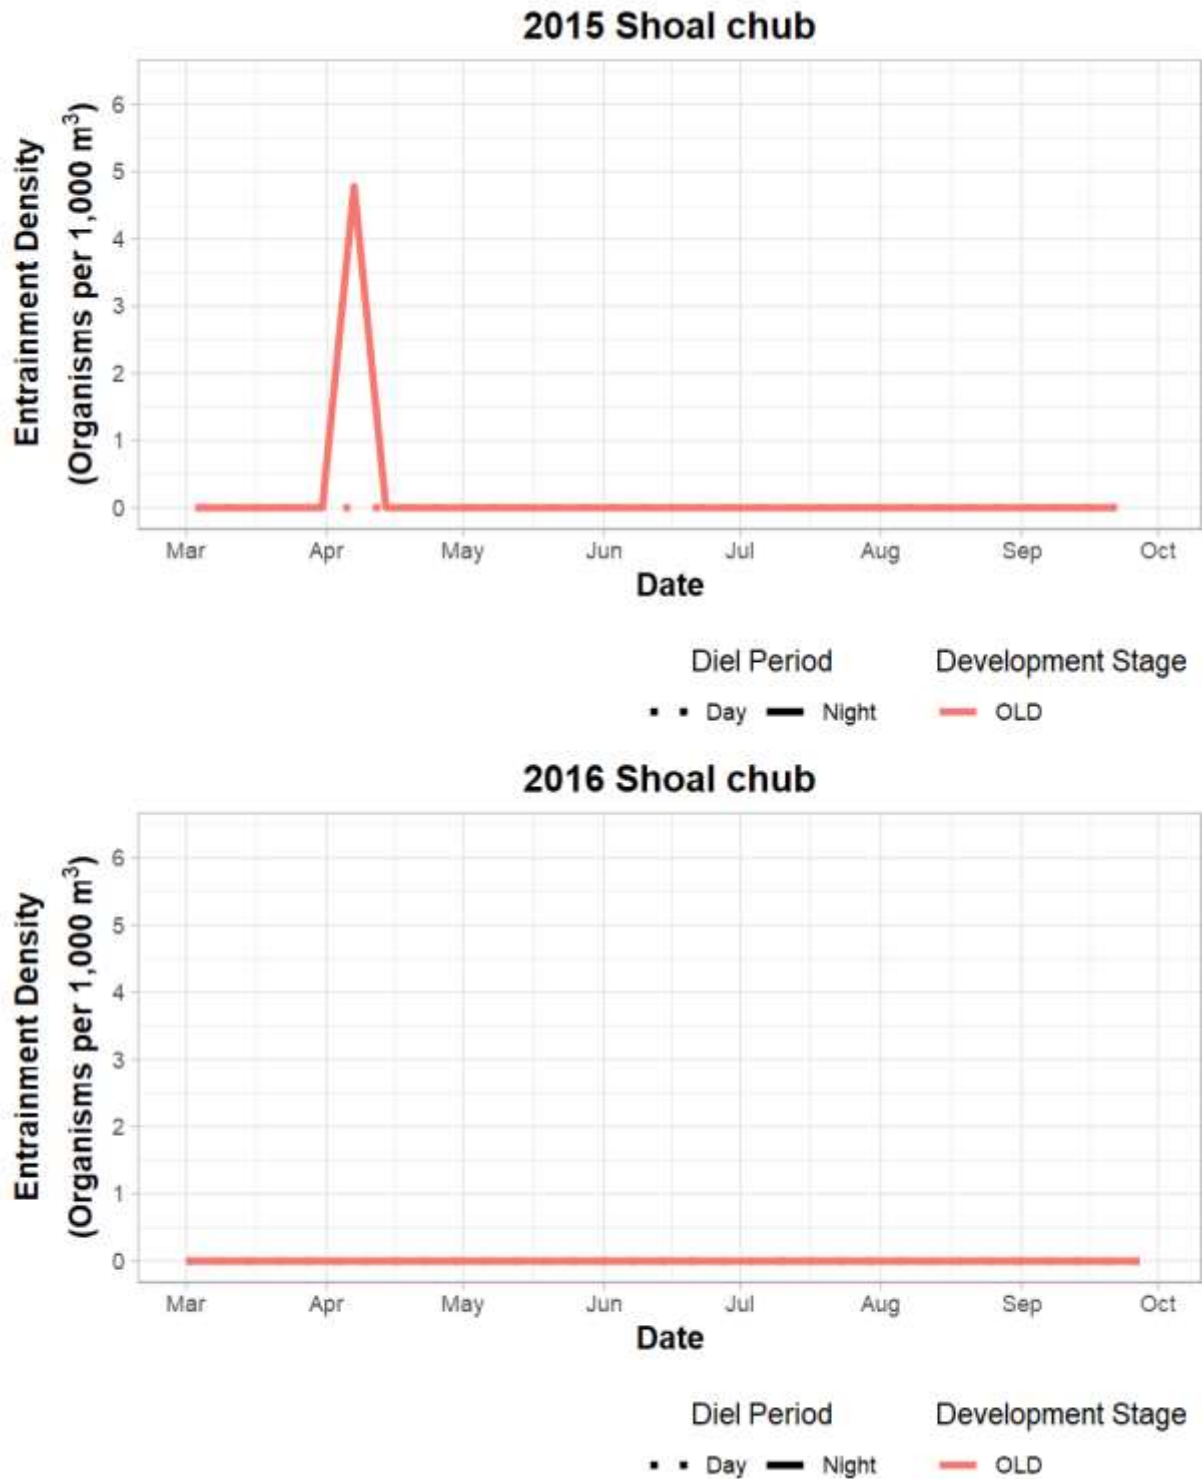 2015 Shoal chub
Entrainment Density
(Organisms per 1,000 m³)
6
5
4
3
2
1
0
Mar Apr May Jun Jul Aug Sep Oct
Date
Diel Period Development Stage
Day Night OLD
2016 Shoal chub
Entrainment Density
(Organisms per 1,000 m³)
6
5
4
3
2
1
0
Mar Apr May Jun Jul Aug Sep Oct
Date
Diel Period Development Stage
Day Night OLD